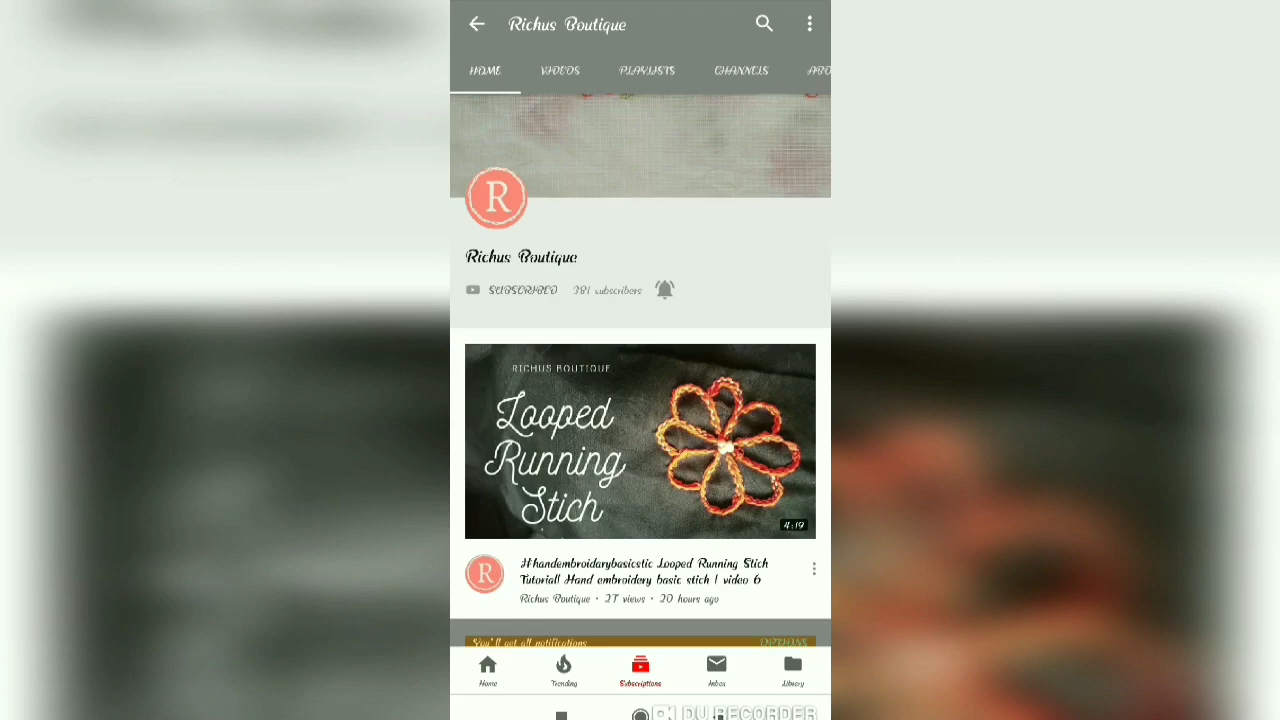 Richus Boutique
HOME VIDEOS PLAYLISTS CHANNELS ABO
R
Richus Boutique
SUBSCRIBED 381 subscribers
RICHUS BOUTIQUE
Looped
Running
Stich
4:19
R
#handembroidarybasicstic Looped Running Stich
Tutorial| Hand embroidery basic stich | video 6
Richus Boutique · 27 views · 20 hours ago
You'll get all notifications OPTIONS
Home Trending Subscriptions Inbox Library
DU RECORDER